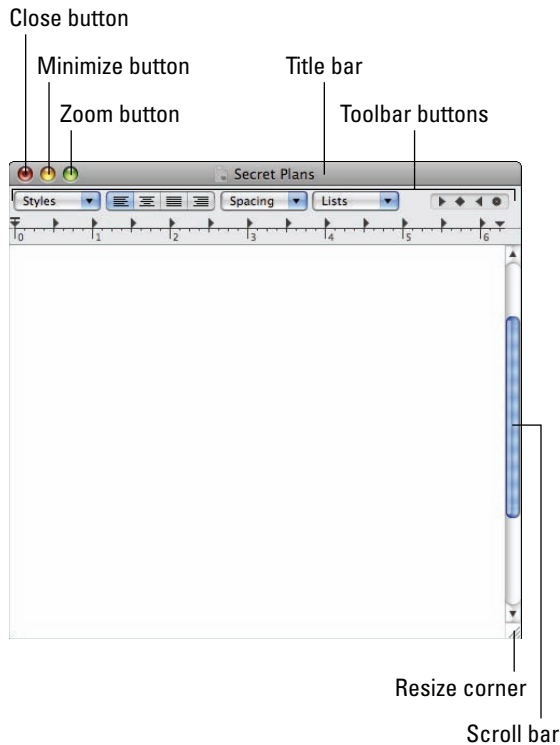 Close button
Minimize button
Title bar
Zoom button
Toolbar buttons
Secret Plans
Styles Spacing Lists
0 1 2 3 4 5 6
Resize corner
Scroll bar